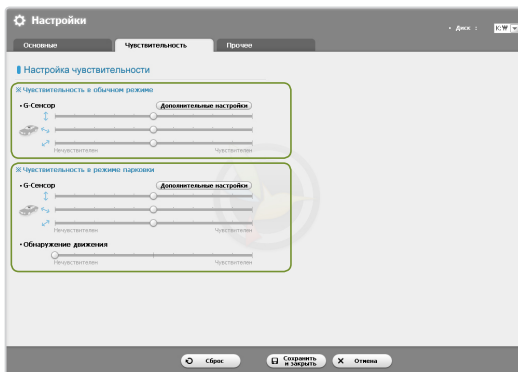 Настройки
• Диск : K:₩
Основные Чувствительность Прочее
Настройка чувствительности
※ Чувствительность в обычном режиме
• G-Сенсор Дополнительные настройки
Нечувствителен Чувствителен
※ Чувствительность в режиме парковки
• G-Сенсор Дополнительные настройки
Нечувствителен Чувствителен
• Обнаружение движения
Нечувствителен Чувствителен
Сброс Сохранить и закрыть Отмена